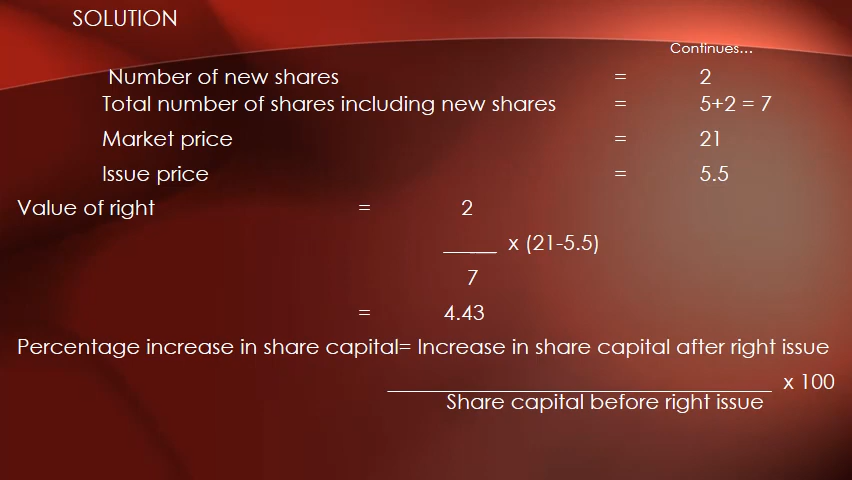 SOLUTION
Continues...
Number of new shares = 2
Total number of shares including new shares = 5+2 = 7
Market price = 21
Issue price = 5.5
Value of right = 2
_____ x (21-5.5)
7
= 4.43
Percentage increase in share capital= Increase in share capital after right issue
___________________________________ x 100
Share capital before right issue